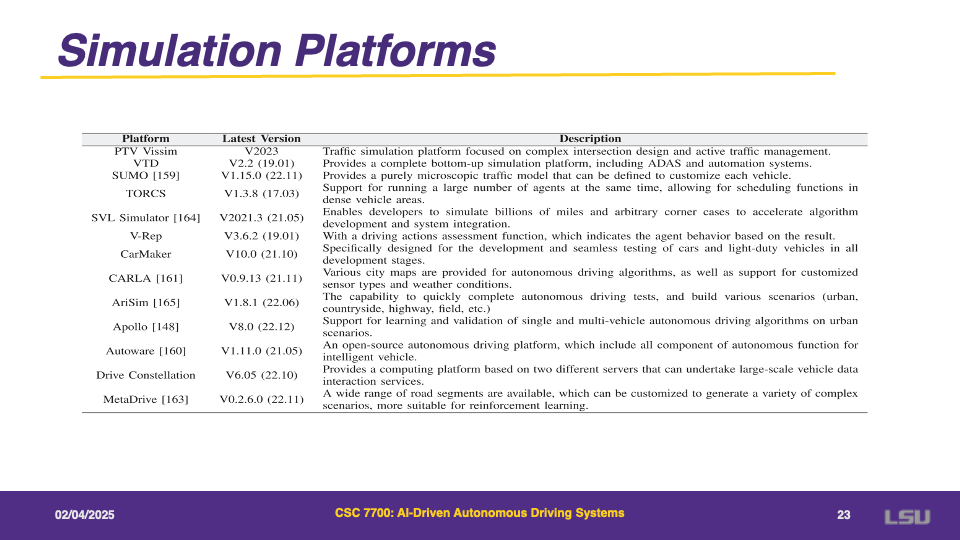 Simulation Platforms
Platform Latest Version Description
PTV Vissim V2023 Traffic simulation platform focused on complex intersection design and active traffic management.
VTD V2.2 (19.01) Provides a complete bottom-up simulation platform, including ADAS and automation systems.
SUMO [159] V1.15.0 (22.11) Provides a purely microscopic traffic model that can be defined to customize each vehicle.
TORCS V1.3.8 (17.03) Support for running a large number of agents at the same time, allowing for scheduling functions in
dense vehicle areas.
SVL Simulator [164] V2021.3 (21.05) Enables developers to simulate billions of miles and arbitrary corner cases to accelerate algorithm
development and system integration.
V-Rep V3.6.2 (19.01) With a driving actions assessment function, which indicates the agent behavior based on the result.
CarMaker V10.0 (21.10) Specifically designed for the development and seamless testing of cars and light-duty vehicles in all
development stages.
CARLA [161] V0.9.13 (21.11) Various city maps are provided for autonomous driving algorithms, as well as support for customized
sensor types and weather conditions.
AriSim [165] V1.8.1 (22.06) The capability to quickly complete autonomous driving tests, and build various scenarios (urban,
countryside, highway, field, etc.)
Apollo [148] V8.0 (22.12) Support for learning and validation of single and multi-vehicle autonomous driving algorithms on urban
scenarios.
Autoware [160] V1.11.0 (21.05) An open-source autonomous driving platform, which include all component of autonomous function for
intelligent vehicle.
Drive Constellation V6.05 (22.10) Provides a computing platform based on two different servers that can undertake large-scale vehicle data
interaction services.
MetaDrive [163] V0.2.6.0 (22.11) A wide range of road segments are available, which can be customized to generate a variety of complex
scenarios, more suitable for reinforcement learning.
02/04/2025 CSC 7700: AI-Driven Autonomous Driving Systems 23 LSU